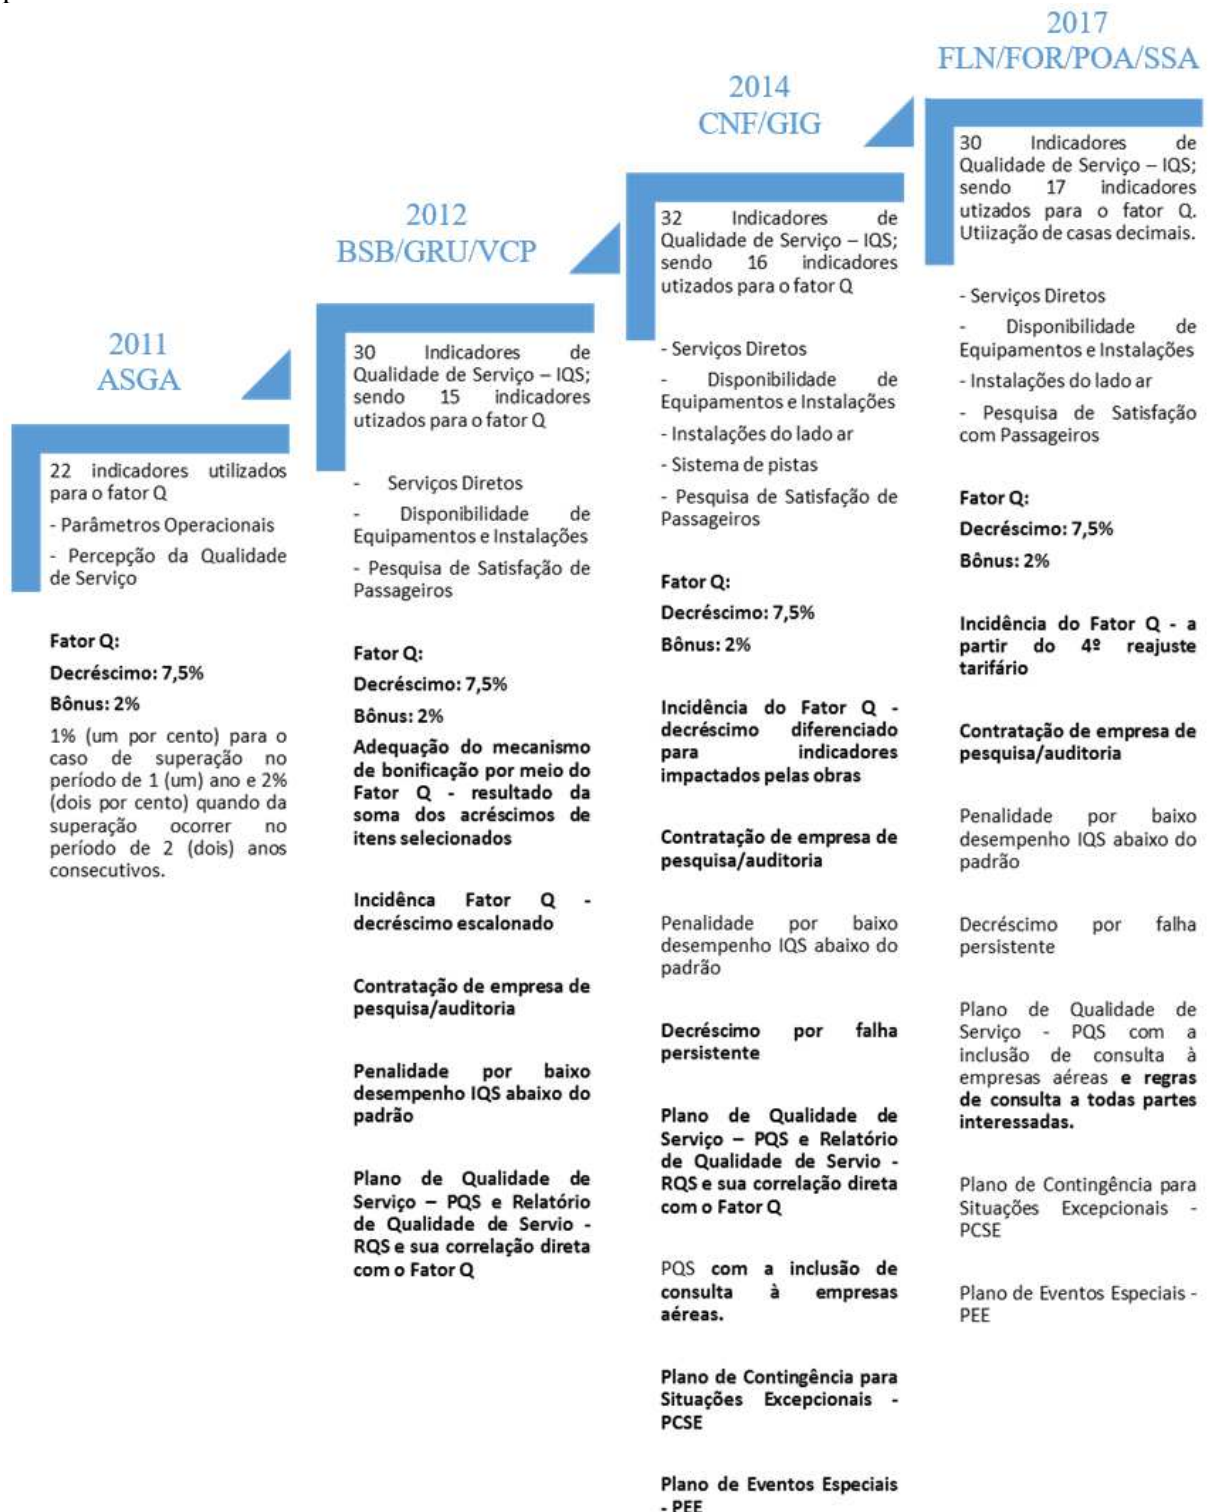 2011
ASGA
22 indicadores utilizados
para o fator Q
- Parâmetros Operacionais
- Percepção da Qualidade
de Serviço
Fator Q:
Decréscimo: 7,5%
Bônus: 2%
1% (um por cento) para o
caso de superação no
período de 1 (um) ano e 2%
(dois por cento) quando da
superação ocorrer no
período de 2 (dois) anos
consecutivos.
2012
BSB/GRU/VCP
30 Indicadores de
Qualidade de Serviço – IQS;
sendo 15 indicadores
utizados para o fator Q
- Serviços Diretos
- Disponibilidade de
Equipamentos e Instalações
- Pesquisa de Satisfação de
Passageiros
Fator Q:
Decréscimo: 7,5%
Bônus: 2%
Adequação do mecanismo
de bonificação por meio do
Fator Q - resultado da
soma dos acréscimos de
itens selecionados
Incidênca Fator Q -
decréscimo escalonado
Contratação de empresa de
pesquisa/auditoria
Penalidade por baixo
desempenho IQS abaixo do
padrão
Plano de Qualidade de
Serviço – PQS e Relatório
de Qualidade de Servio -
RQS e sua correlação direta
com o Fator Q
2014
CNF/GIG
32 Indicadores de
Qualidade de Serviço – IQS;
sendo 16 indicadores
utizados para o fator Q
- Serviços Diretos
- Disponibilidade de
Equipamentos e Instalações
- Instalações do lado ar
- Sistema de pistas
- Pesquisa de Satisfação de
Passageiros
Fator Q:
Decréscimo: 7,5%
Bônus: 2%
Incidência do Fator Q -
decréscimo diferenciado
para indicadores
impactados pelas obras
Contratação de empresa de
pesquisa/auditoria
Penalidade por baixo
desempenho IQS abaixo do
padrão
Decréscimo por falha
persistente
Plano de Qualidade de
Serviço – PQS e Relatório
de Qualidade de Servio -
RQS e sua correlação direta
com o Fator Q
PQS com a inclusão de
consulta à empresas
aéreas.
Plano de Contingência para
Situações Excepcionais -
PCSE
Plano de Eventos Especiais
- PEE
2017
FLN/FOR/POA/SSA
30 Indicadores de
Qualidade de Serviço – IQS;
sendo 17 indicadores
utizados para o fator Q.
Utiização de casas decimais.
- Serviços Diretos
- Disponibilidade de
Equipamentos e Instalações
- Instalações do lado ar
- Pesquisa de Satisfação
com Passageiros
Fator Q:
Decréscimo: 7,5%
Bônus: 2%
Incidência do Fator Q - a
partir do 4º reajuste
tarifário
Contratação de empresa de
pesquisa/auditoria
Penalidade por baixo
desempenho IQS abaixo do
padrão
Decréscimo por falha
persistente
Plano de Qualidade de
Serviço - PQS com a
inclusão de consulta à
empresas aéreas e regras
de consulta a todas partes
interessadas.
Plano de Contingência para
Situações Excepcionais -
PCSE
Plano de Eventos Especiais -
PEE